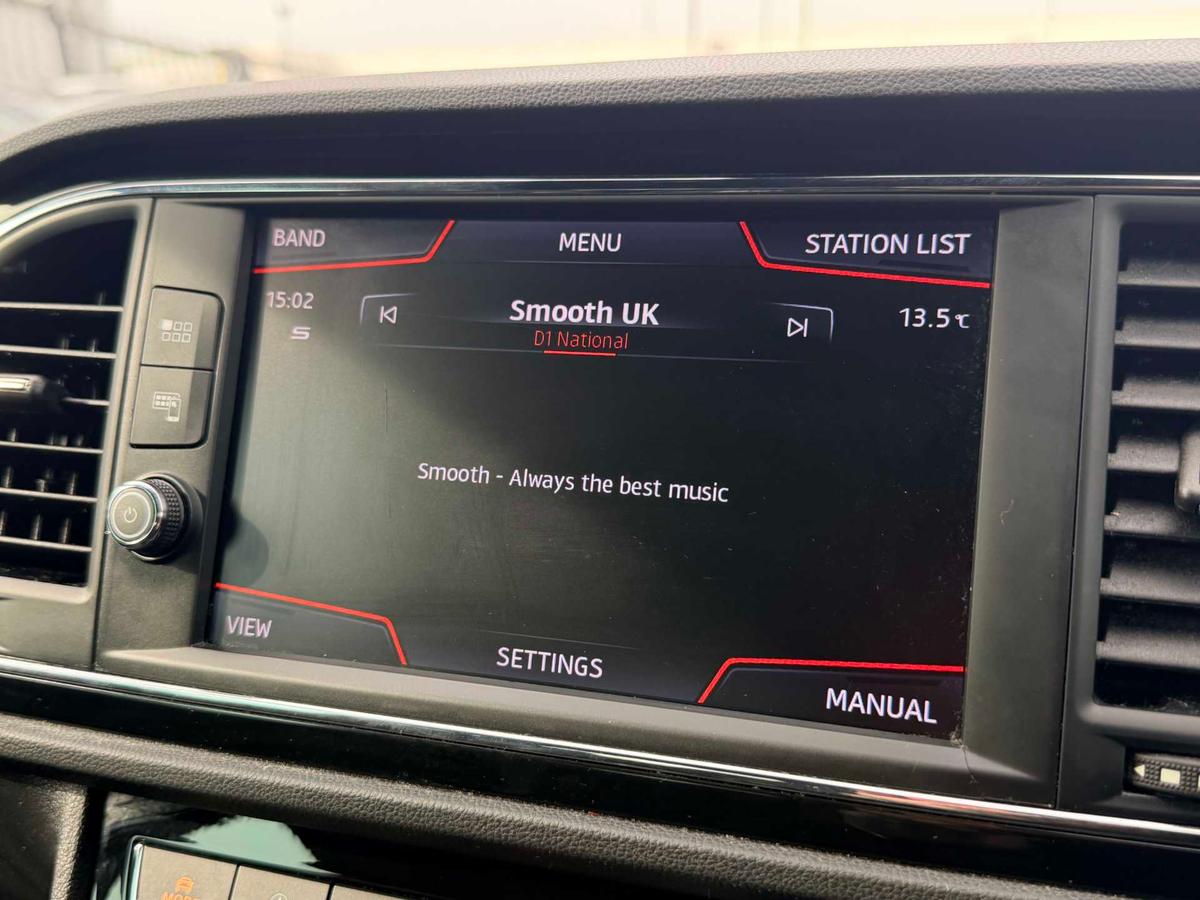 BAND
MENU
STATION LIST
15:02
Smooth UK
13.5℃
D1 National
Smooth - Always the best music
VIEW
SETTINGS
MANUAL
MODE